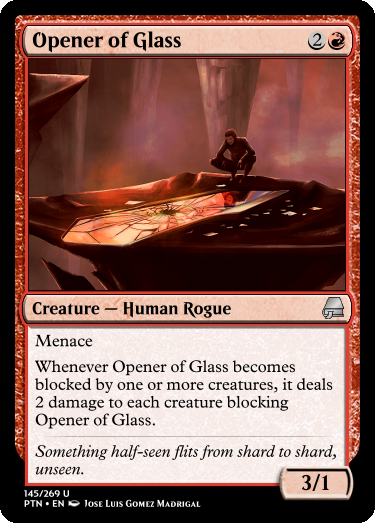 Opener of Glass 2
Creature — Human Rogue
Menace
Whenever Opener of Glass becomes
blocked by one or more creatures, it deals
2 damage to each creature blocking
Opener of Glass.
Something half-seen flits from shard to shard,
unseen.
3/1
145/269 U
PTN • EN Jose Luis Gomez Madrigal